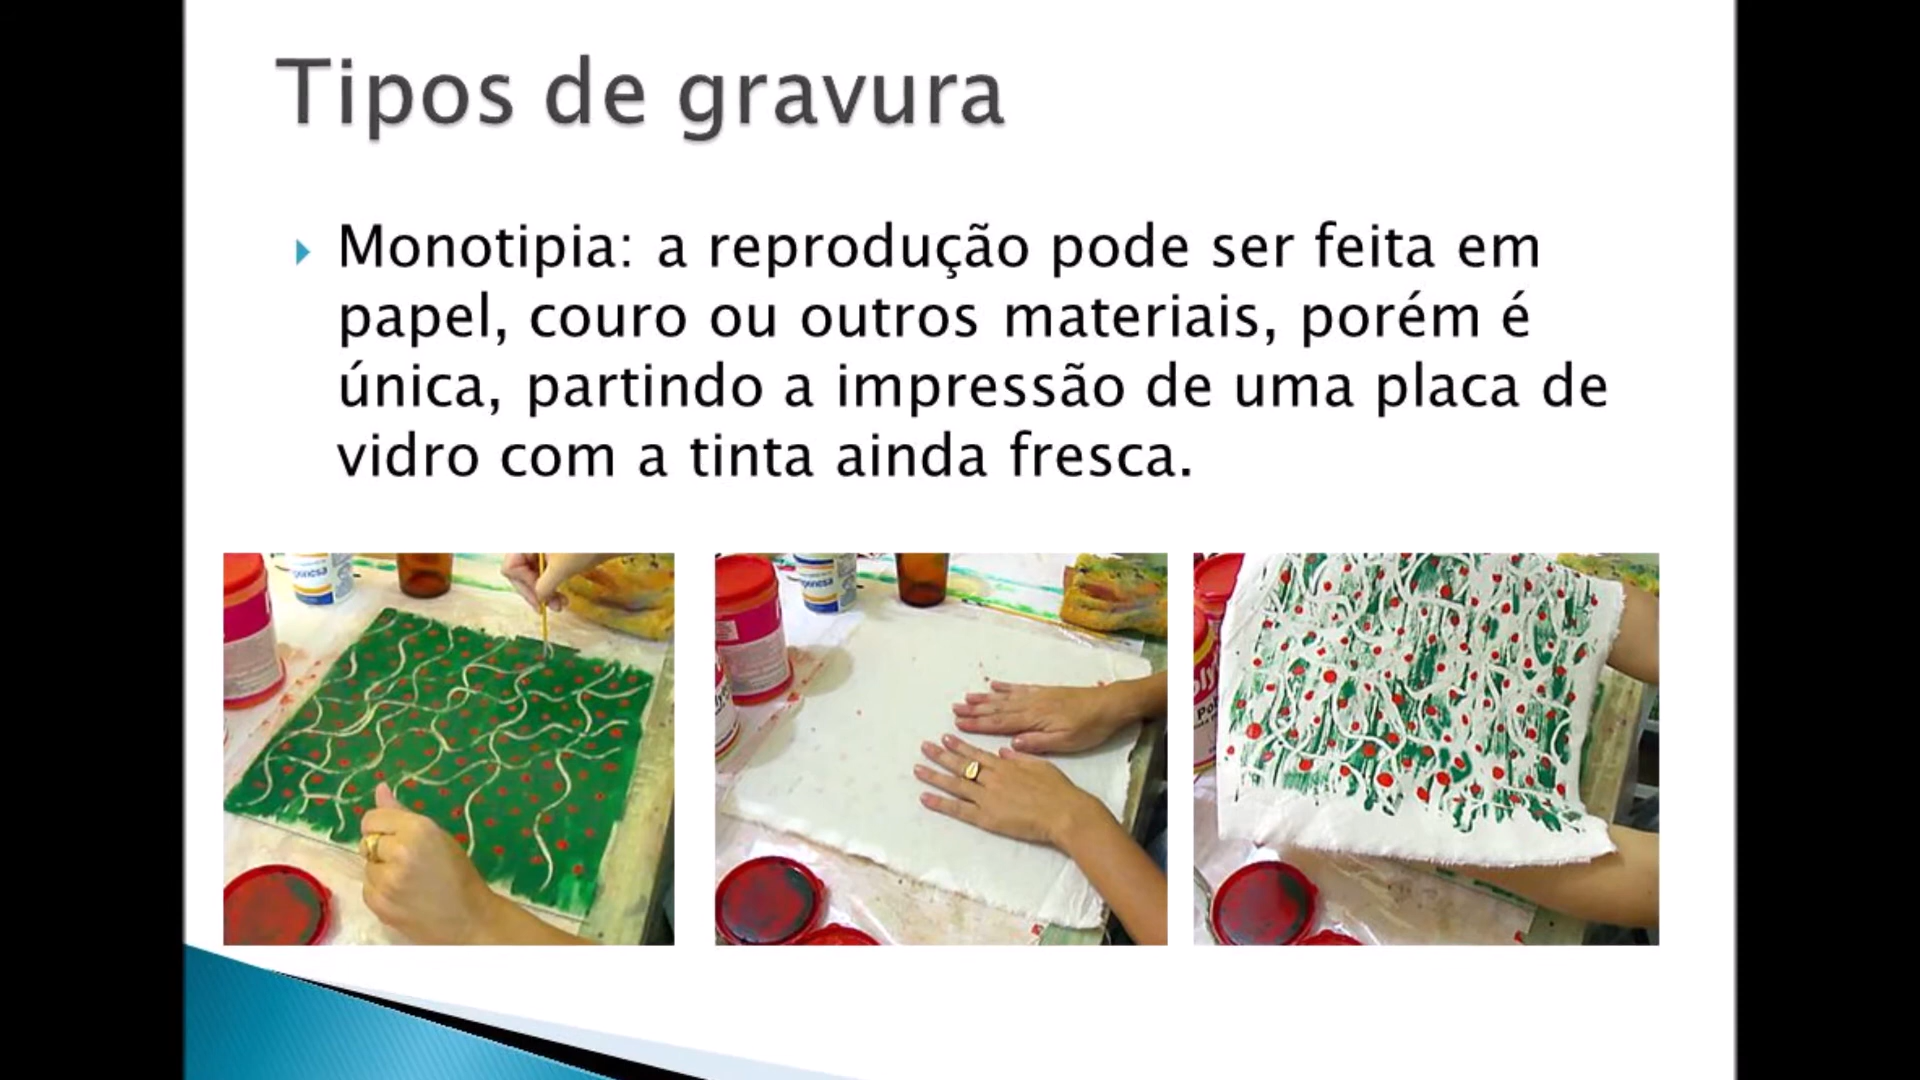 Tipos de gravura
Monotipia: a reprodução pode ser feita em
papel, couro ou outros materiais, porém é
única, partindo a impressão de uma placa de
vidro com a tinta ainda fresca.